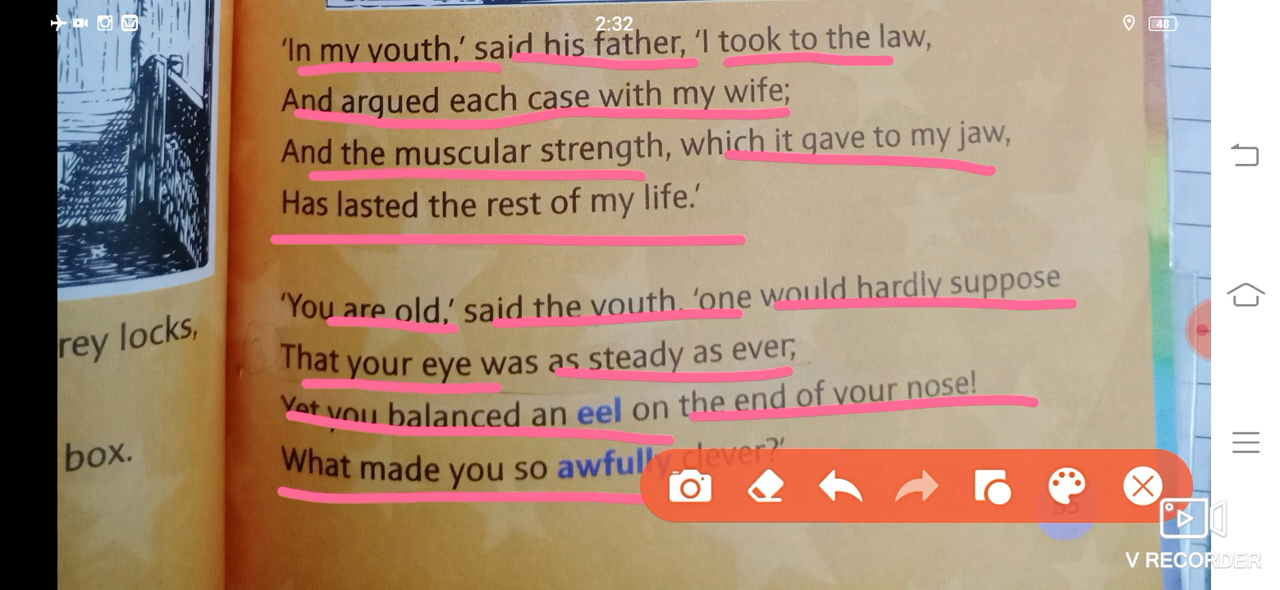 2:32
48
‘In my youth,’ said his father, ‘I took to the law,
And argued each case with my wife;
And the muscular strength, which it gave to my jaw,
Has lasted the rest of my life.’
‘You are old,’ said the youth, ‘one would hardly suppose
That your eye was as steady as ever;
Yet you balanced an eel on the end of your nose!
What made you so awfully clever?’
rey locks,
box.
55
V RECORDER